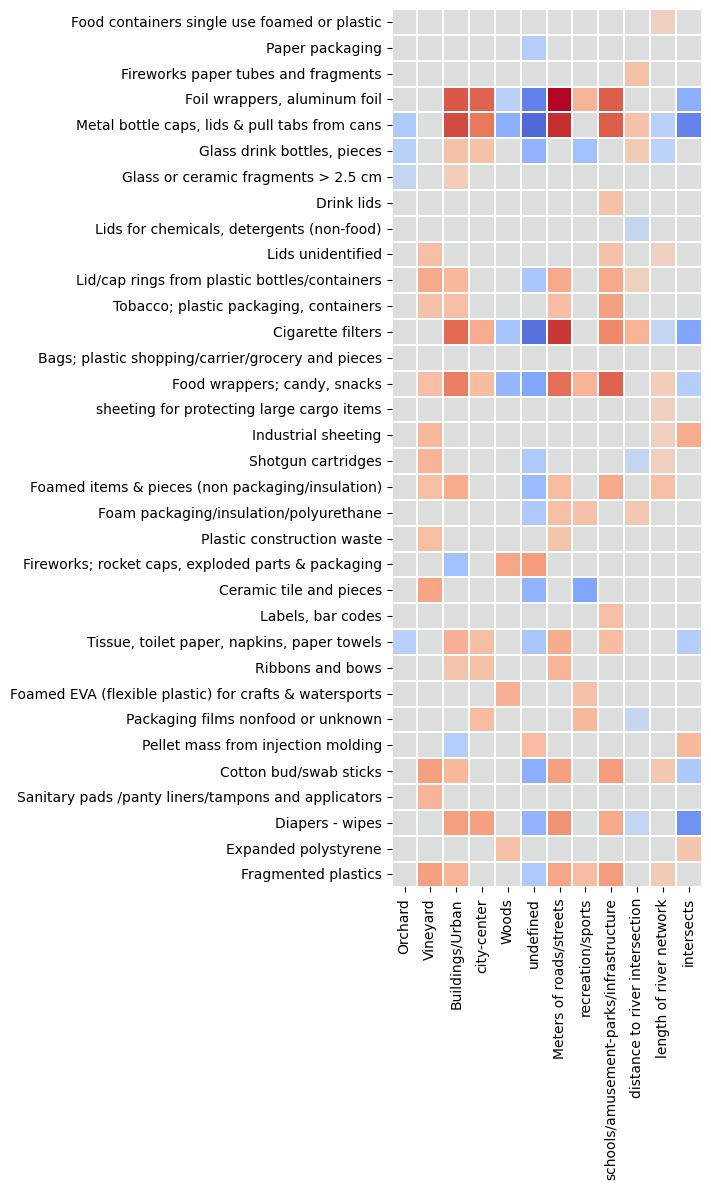 Food containers single use foamed or plastic
Paper packaging
Fireworks paper tubes and fragments
Foil wrappers, aluminum foil
Metal bottle caps, lids & pull tabs from cans
Glass drink bottles, pieces
Glass or ceramic fragments > 2.5 cm
Drink lids
Lids for chemicals, detergents (non-food)
Lids unidentified
Lid/cap rings from plastic bottles/containers
Tobacco; plastic packaging, containers
Cigarette filters
Bags; plastic shopping/carrier/grocery and pieces
Food wrappers; candy, snacks
sheeting for protecting large cargo items
Industrial sheeting
Shotgun cartridges
Foamed items & pieces (non packaging/insulation)
Foam packaging/insulation/polyurethane
Plastic construction waste
Fireworks; rocket caps, exploded parts & packaging
Ceramic tile and pieces
Labels, bar codes
Tissue, toilet paper, napkins, paper towels
Ribbons and bows
Foamed EVA (flexible plastic) for crafts & watersports
Packaging films nonfood or unknown
Pellet mass from injection molding
Cotton bud/swab sticks
Sanitary pads /panty liners/tampons and applicators
Diapers - wipes
Expanded polystyrene
Fragmented plastics
Orchard
Vineyard
Buildings/Urban
city-center
Woods
undefined
Meters of roads/streets
recreation/sports
schools/amusement-parks/infrastructure
distance to river intersection
length of river network
intersects